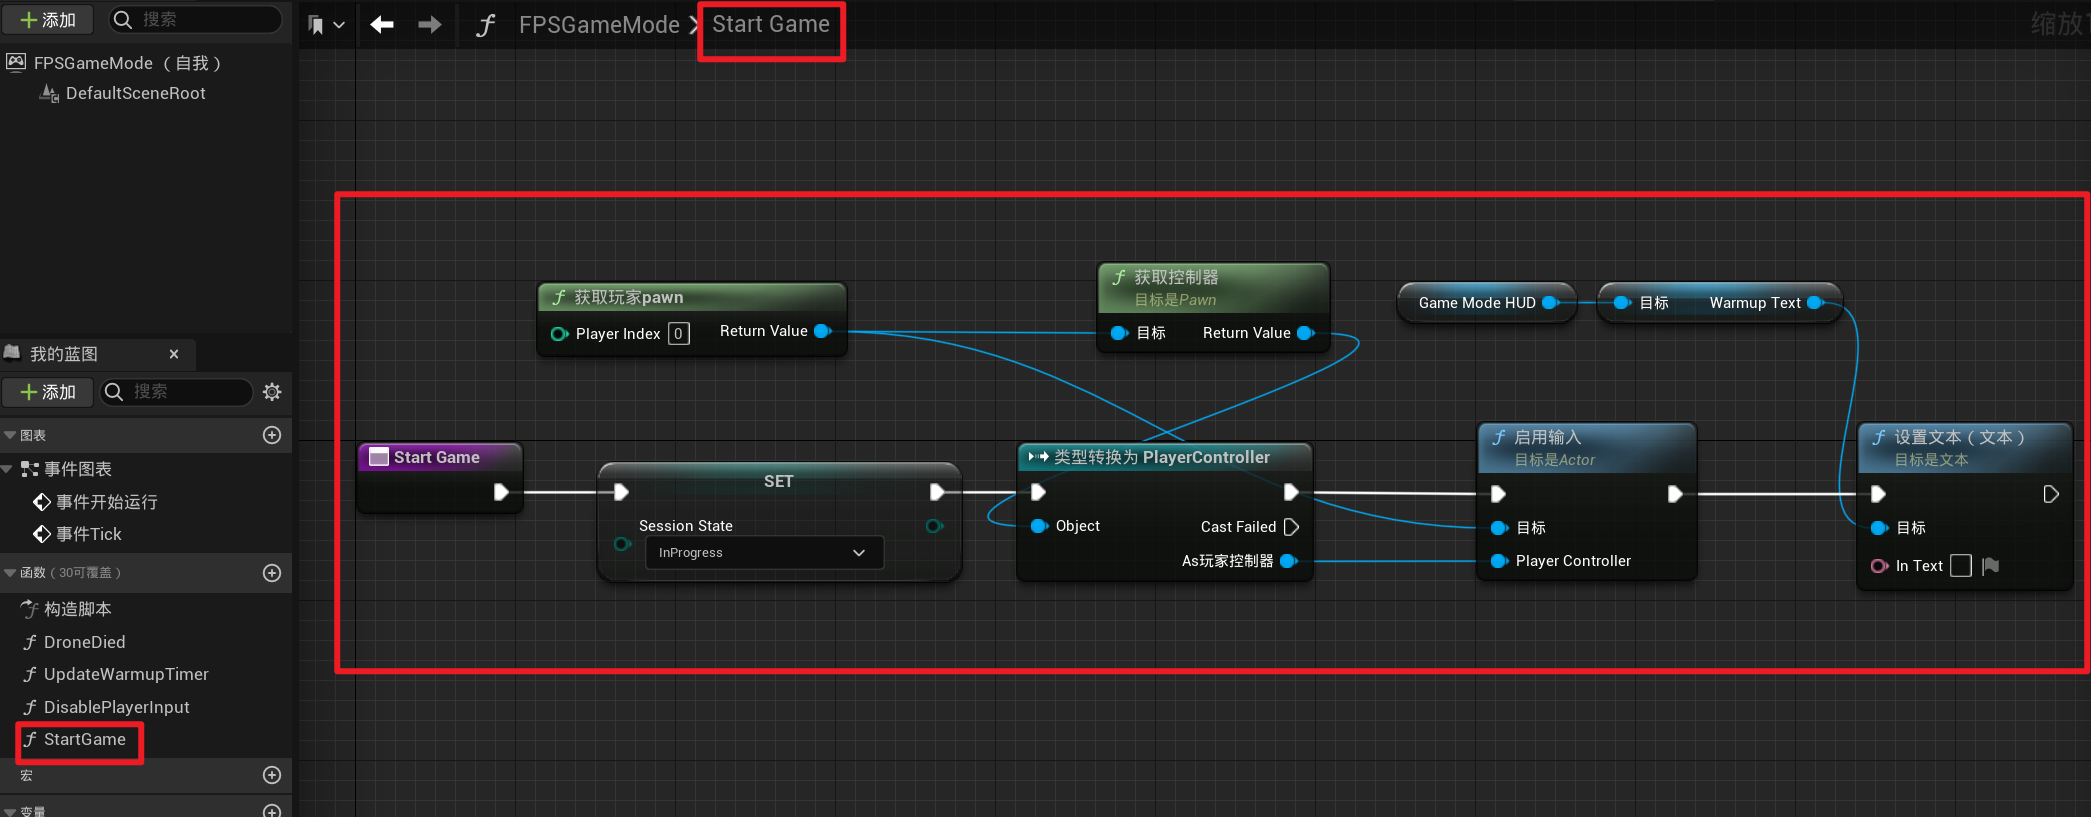 添加
搜索
FPSGameMode （自我）
DefaultSceneRoot
我的蓝图
添加
搜索
图表
事件图表
事件开始运行
事件Tick
函数（30可覆盖）
构造脚本
DroneDied
UpdateWarmupTimer
DisablePlayerInput
StartGame
宏
变量
FPSGameMode
Start Game
缩放
获取玩家pawn
Player Index 0
Return Value
获取控制器
目标是Pawn
目标
Return Value
Game Mode HUD
目标
Warmup Text
Start Game
SET
Session State
InProgress
类型转换为 PlayerController
Object
Cast Failed
As玩家控制器
启用输入
目标是Actor
目标
Player Controller
设置文本（文本）
目标是文本
目标
In Text